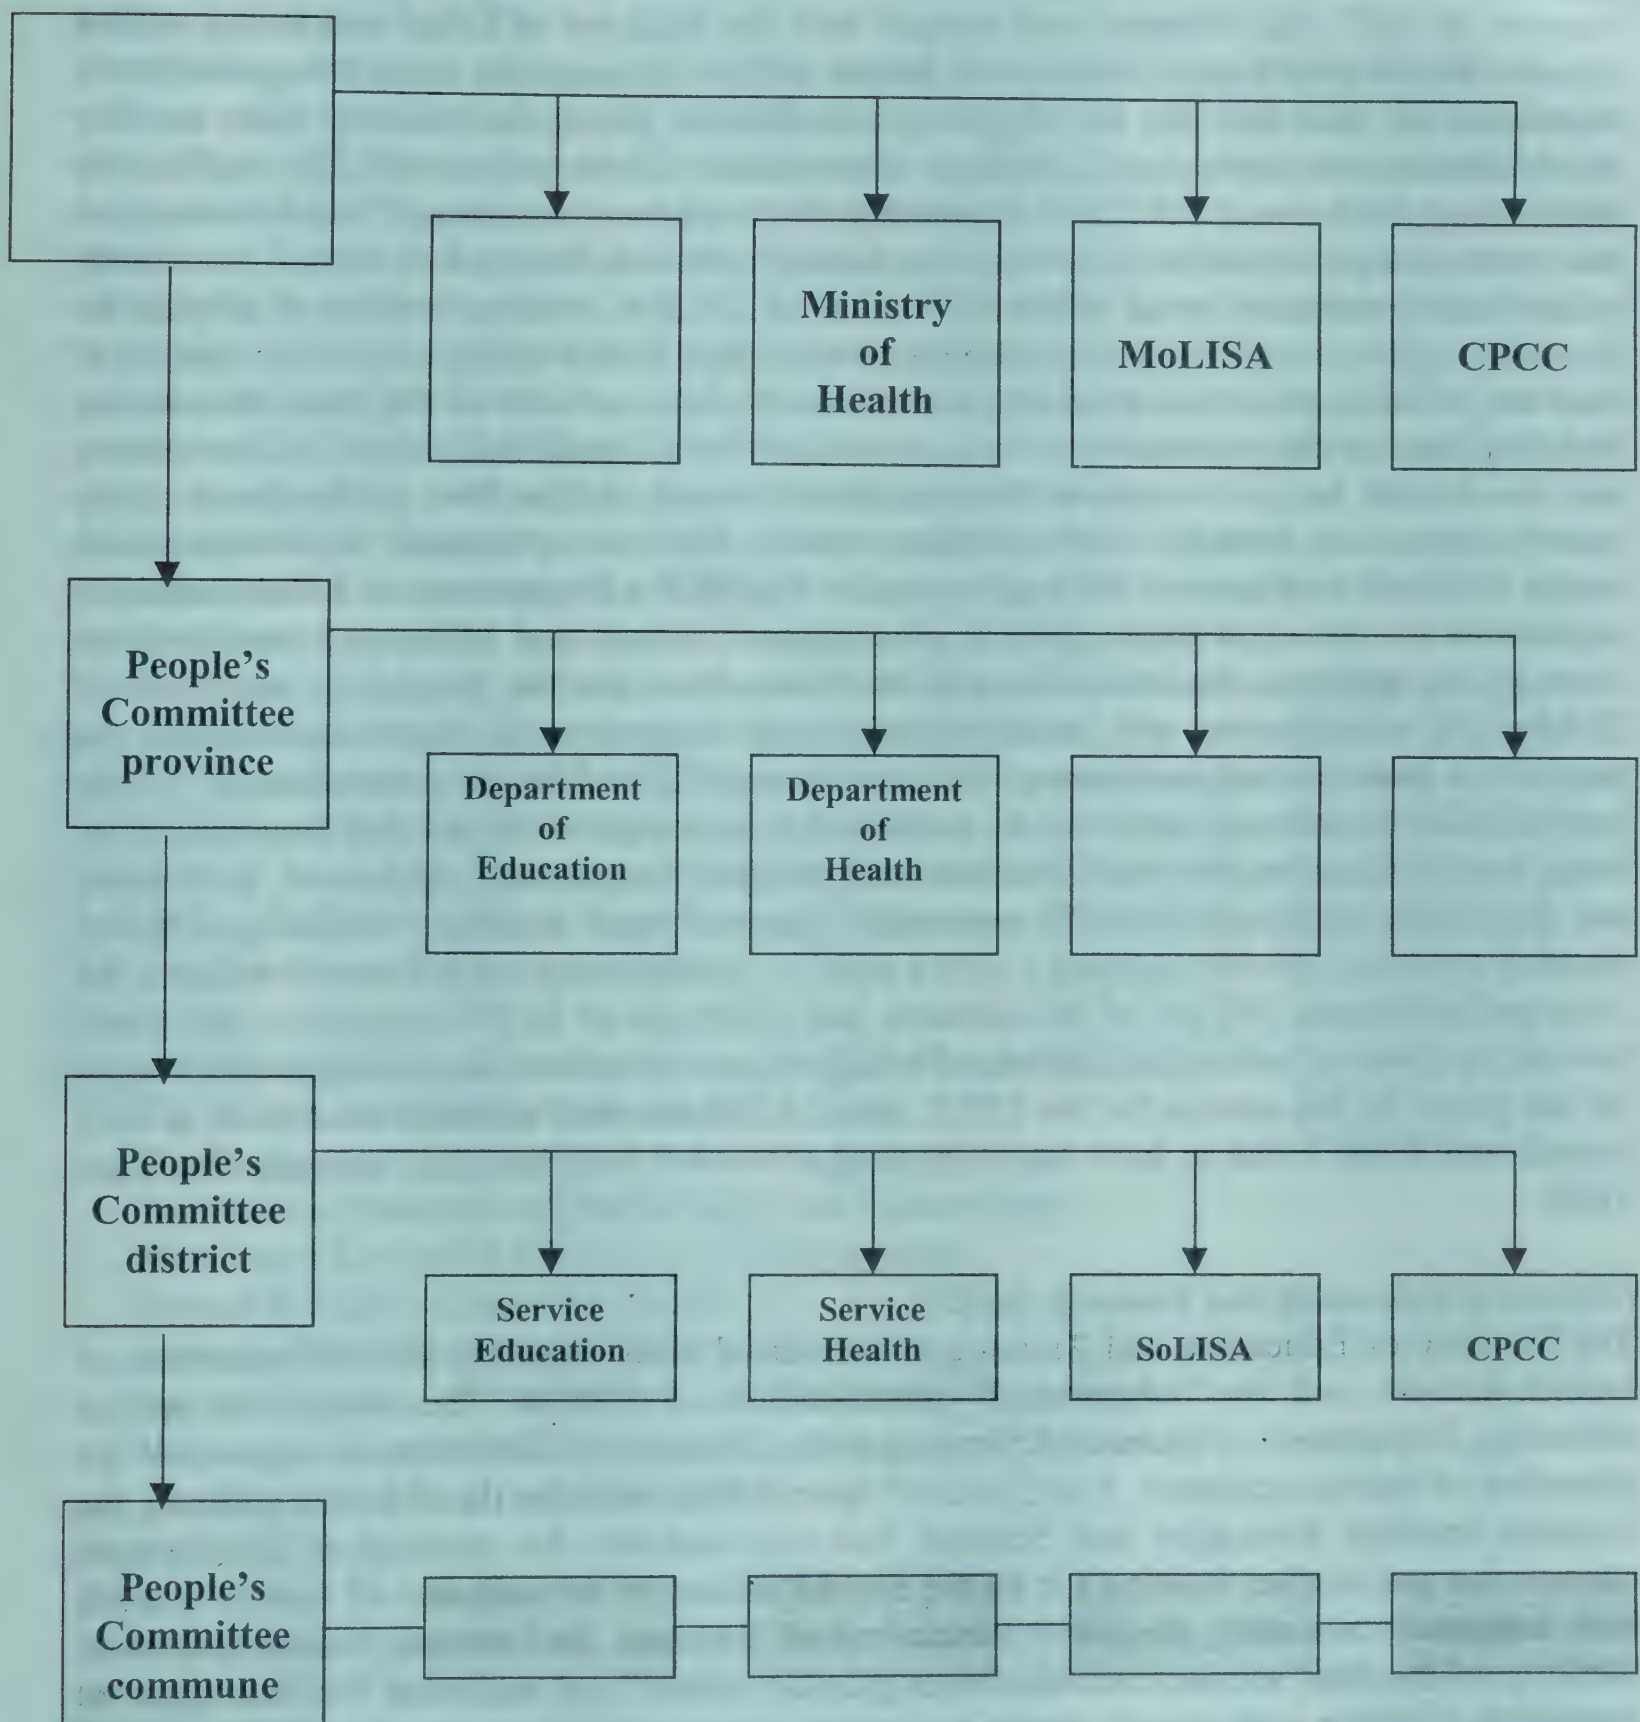 Ministry
of
Health
MoLISA
CPCC
People’s
Committee
province
Department
of
Education
Department
of
Health
People’s
Committee
district
Service
Education
Service
Health
SoLISA
CPCC
People’s
Committee
commune